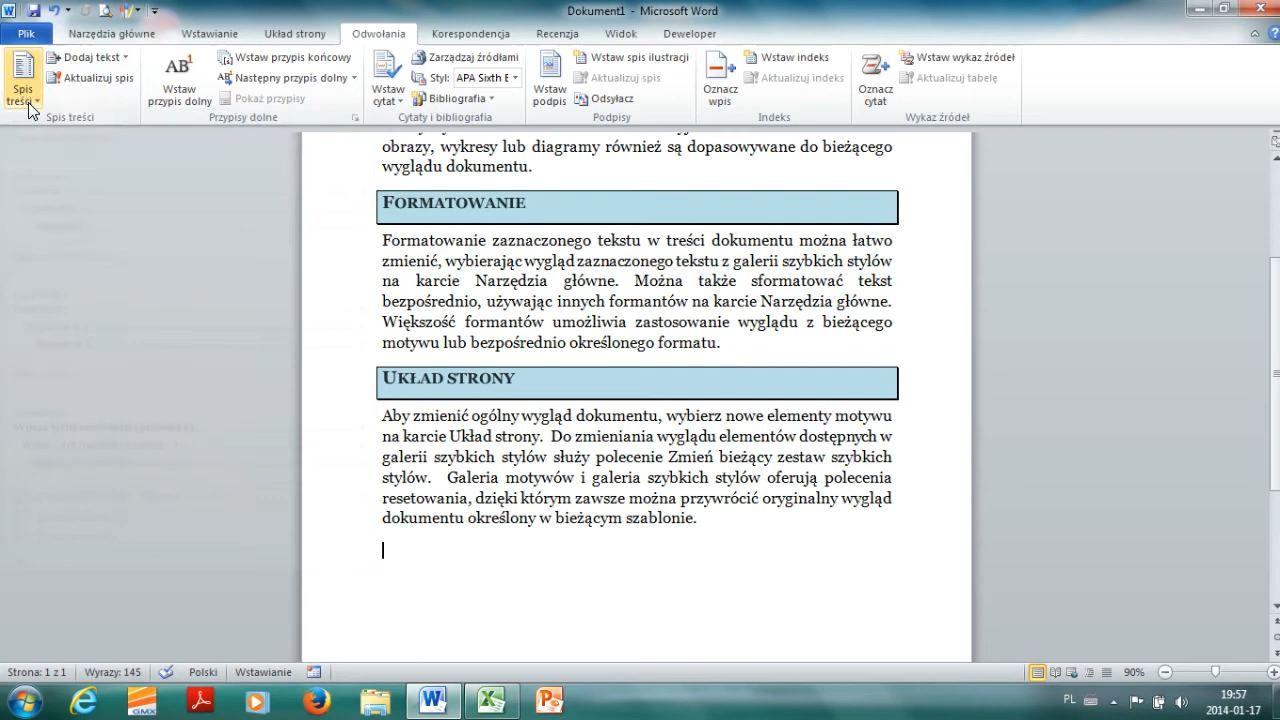 Dokument1 - Microsoft Word
Plik Narzędzia główne Wstawianie Układ strony Odwołania Korespondencja Recenzja Widok Deweloper
Spis treści
Dodaj tekst
Aktualizuj spis
Spis treści
AB1
Wstaw przypis dolny
Wstaw przypis końcowy
Następny przypis dolny
Pokaż przypisy
Przypisy dolne
Wstaw cytat
Zarządzaj źródłami
Styl: APA Sixth E
Bibliografia
Cytaty i bibliografia
Wstaw podpis
Wstaw spis ilustracji
Aktualizuj spis
Odsyłacz
Podpisy
Oznacz wpis
Wstaw indeks
Aktualizuj indeks
Indeks
Oznacz cytat
Wstaw wykaz źródeł
Aktualizuj tabelę
Wykaz źródeł
obrazy, wykresy lub diagramy również są dopasowywane do bieżącego
wyglądu dokumentu.
FORMATOWANIE
Formatowanie zaznaczonego tekstu w treści dokumentu można łatwo
zmienić, wybierając wygląd zaznaczonego tekstu z galerii szybkich stylów
na karcie Narzędzia główne. Można także sformatować tekst
bezpośrednio, używając innych formantów na karcie Narzędzia główne.
Większość formantów umożliwia zastosowanie wyglądu z bieżącego
motywu lub bezpośrednio określonego formatu.
UKŁAD STRONY
Aby zmienić ogólny wygląd dokumentu, wybierz nowe elementy motywu
na karcie Układ strony. Do zmieniania wyglądu elementów dostępnych w
galerii szybkich stylów służy polecenie Zmień bieżący zestaw szybkich
stylów. Galeria motywów i galeria szybkich stylów oferują polecenia
resetowania, dzięki którym zawsze można przywrócić oryginalny wygląd
dokumentu określony w bieżącym szablonie.
Strona: 1 z 1 Wyrazy: 145 Polski Wstawianie 90%
GMX
PL
19:57
2014-01-17